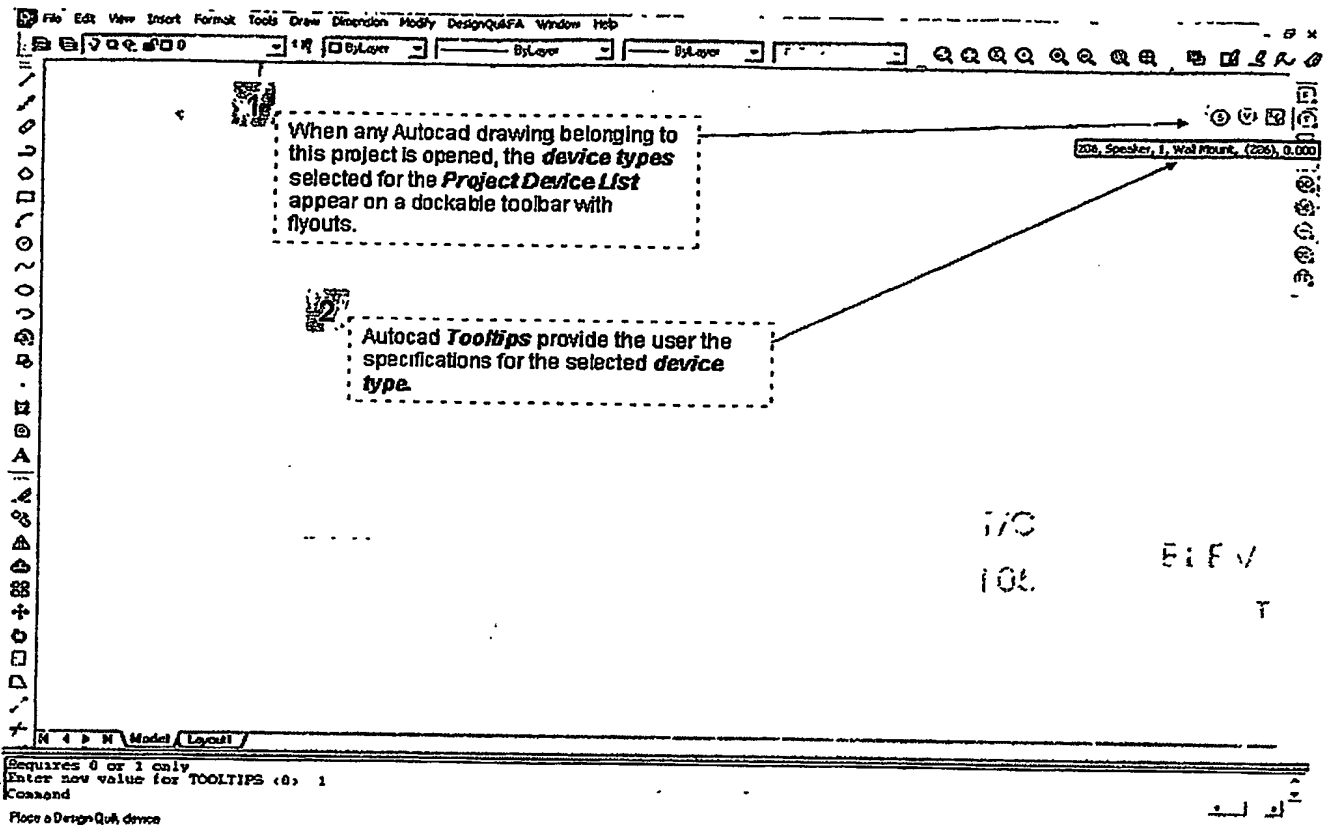 File Edit View Insert Format Tools Draw Dimension Modify DesignQuikFA Window Help
0 ByLayer ByLayer ByLayer
1
When any Autocad drawing belonging to
this project is opened, the device types
selected for the Project Device List
appear on a dockable toolbar with
flyouts.
Speaker, 1, Wall Mount, 0.000
2
Autocad Tooltips provide the user the
specifications for the selected device
type.
A
ELEV
Model Layout1
Requires 0 or 1 only
Enter new value for TOOLTIPS <0> 1
Command
Place a DesignQuik device